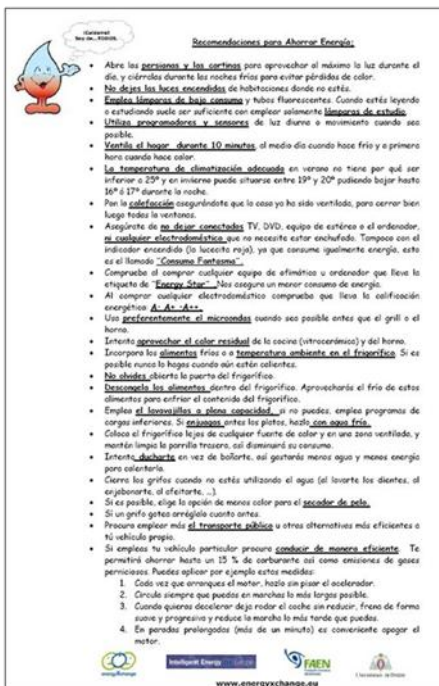 ¡Cuidarme!
Soy de... TODOS.
Recomendaciones para Ahorrar Energía:
• Abre las persianas y las cortinas para aprovechar al máximo la luz durante el
día, y ciérralas durante las noches frías para evitar pérdidas de calor.
• No dejes las luces encendidas de habitaciones donde no estés.
• Emplea lámparas de bajo consumo y tubos fluorescentes. Cuando estés leyendo
o estudiando suele ser suficiente con emplear solamente lámparas de estudio.
• Utiliza programadores y sensores de luz diurna o movimiento cuando sea
posible.
• Ventila el hogar durante 10 minutos, al medio día cuando hace frío y a primera
hora cuando hace calor.
• La temperatura de climatización adecuada en verano no tiene por qué ser
inferior a 25º y en invierno puede situarse entre 19º y 20º pudiendo bajar hasta
16º ó 17º durante la noche.
• Pon la calefacción asegurándote que la casa ya ha sido ventilada, para cerrar bien
luego todas la ventanas.
• Asegúrate de no dejar conectados TV, DVD, equipo de estéreo o el ordenador,
ni cualquier electrodoméstico que no necesite estar enchufado. Tampoco con el
indicador encendido (la lucecita roja), ya que consume igualmente energía, esto
es el llamado "Consumo Fantasma".
• Comprueba al comprar cualquier equipo de ofimática u ordenador que lleva la
etiqueta de "Energy Star". Nos asegura un menor consumo de energía.
• Al comprar cualquier electrodoméstico comprueba que lleva la calificación
energética: A- A+ -A++.
• Usa preferentemente el microondas cuando sea posible antes que el grill o el
horno.
• Intenta aprovechar el calor residual de la cocina (vitrocerámica) y del horno.
• Incorpora los alimentos fríos o a temperatura ambiente en el frigorífico. Si es
posible nunca lo hagas cuando aún estén calientes.
• No olvides abierta la puerta del frigorífico.
• Descongela los alimentos dentro del frigorífico. Aprovecharás el frío de estos
alimentos para enfriar el contenido del frigorífico.
• Emplea el lavavajillas a plena capacidad, si no puedes, emplea programas de
cargas inferiores. Si enjuagas antes los platos, hazlo con agua fría.
• Coloca el frigorífico lejos de cualquier fuente de calor y en una zona ventilada, y
mantén limpia la parrilla trasera, así disminuirá su consumo.
• Intenta ducharte en vez de bañarte, así gastarás menos agua y menos energía
para calentarla.
• Cierra los grifos cuando no estés utilizando el agua (al lavarte los dientes, al
enjabonarte, al afeitarte, ...).
• Si es posible, elige la opción de menos calor para el secador de pelo.
• Si un grifo gotea arréglalo cuanto antes.
• Procura emplear más el transporte público u otras alternativas más eficientes a
tú vehículo propio.
• Si empleas tu vehículo particular procura conducir de manera eficiente. Te
permitirá ahorrar hasta un 15 % de carburante así como emisiones de gases
perniciosos. Puedes aplicar por ejemplo estas medidas:
1. Cada vez que arranques el motor, hazlo sin pisar el acelerador.
2. Circula siempre que puedas en marchas lo más largas posible.
3. Cuando quieras decelerar deja rodar el coche sin reducir, frena de forma
suave y progresiva y reduce la marcha lo más tarde que puedas.
4. En paradas prolongadas (más de un minuto) es conveniente apagar el
motor.
energyXchange
Intelligent Energy
FAEN
www.energyxchange.eu